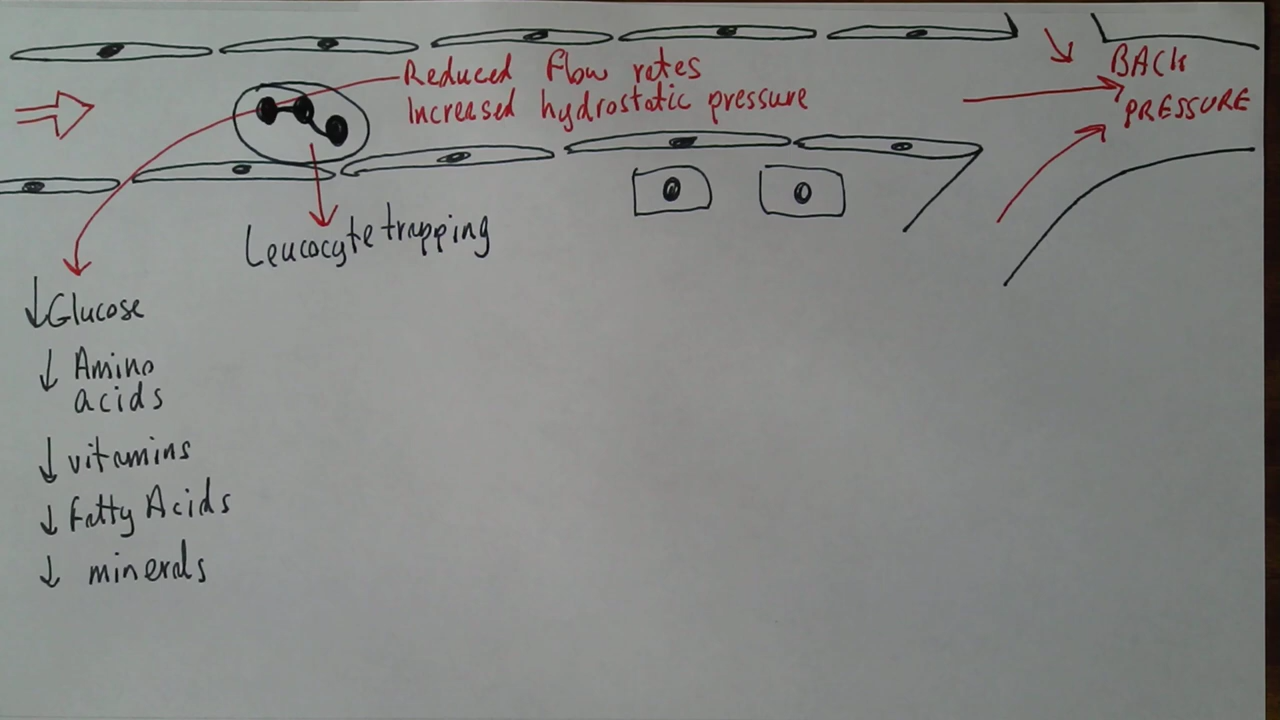 Reduced flow rates
Increased hydrostatic pressure
BACK
PRESSURE
Leucocyte trapping
↓ Glucose
↓ Amino
acids
↓ vitamins
↓ Fatty Acids
↓ minerals